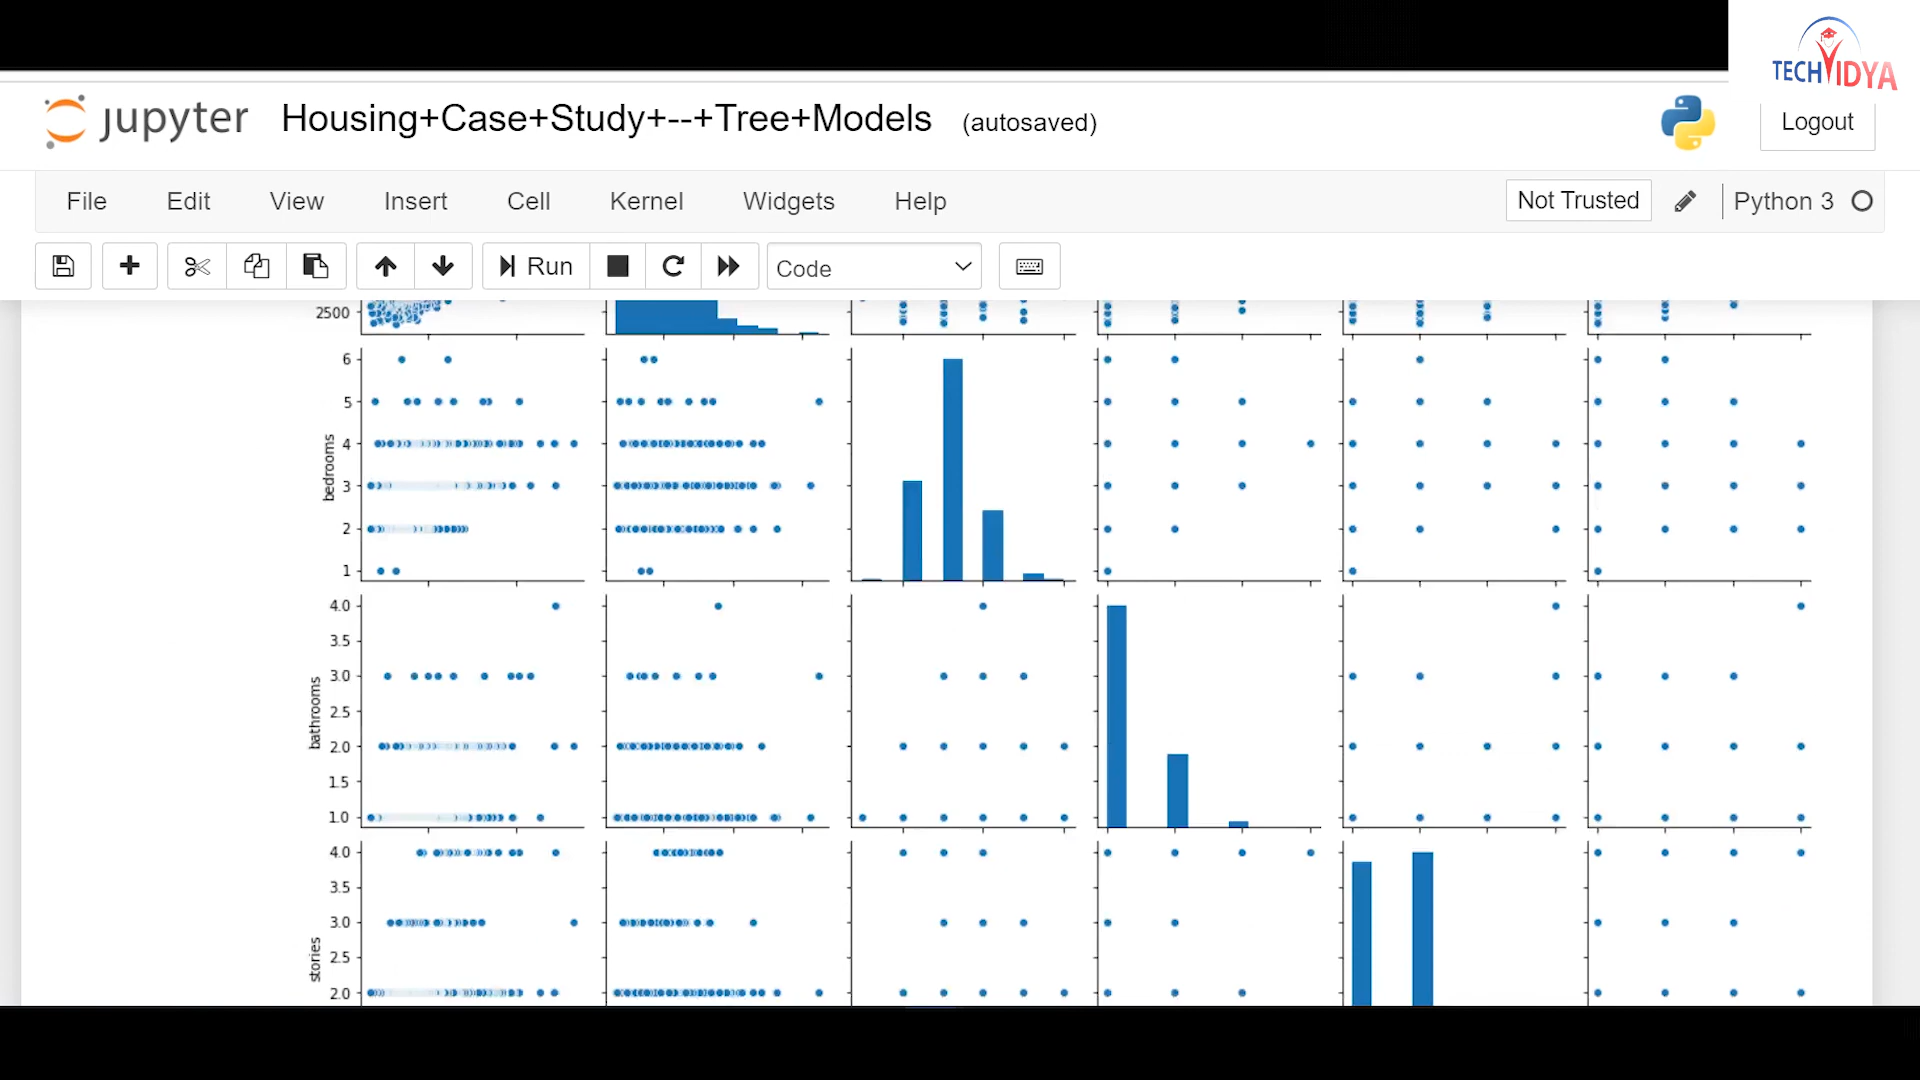 TECHVIDYA
jupyter Housing+Case+Study+--+Tree+Models (autosaved)
Logout
File Edit View Insert Cell Kernel Widgets Help Not Trusted Python 3
Run Code
2500
6
5
4
3
2
1
bedrooms
4.0
3.5
3.0
2.5
2.0
1.5
1.0
bathrooms
4.0
3.5
3.0
2.5
2.0
stories